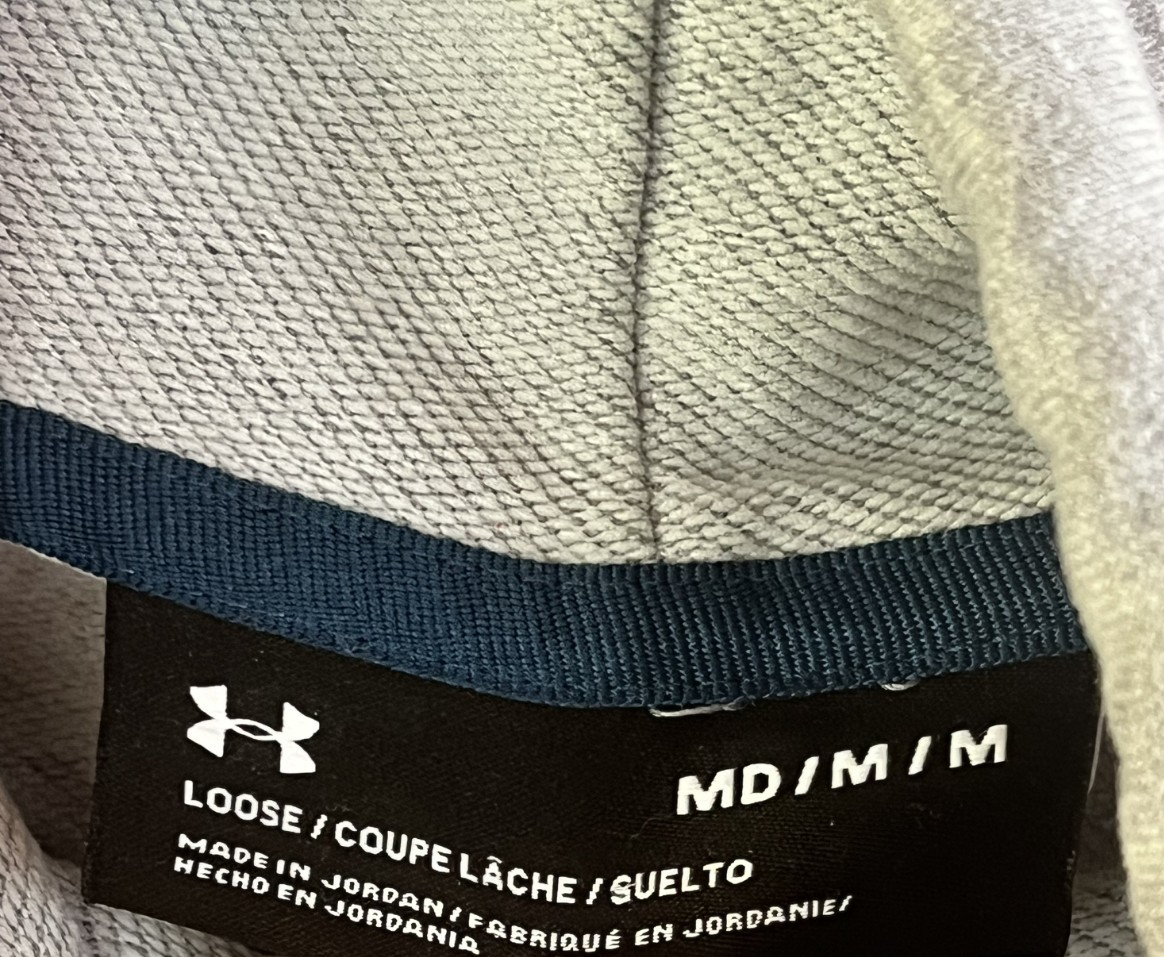 MD / M / M
LOOSE / COUPE LÂCHE / SUELTO
MADE IN JORDAN / FABRIQUÉ EN JORDANIE/
HECHO EN JORDANIA